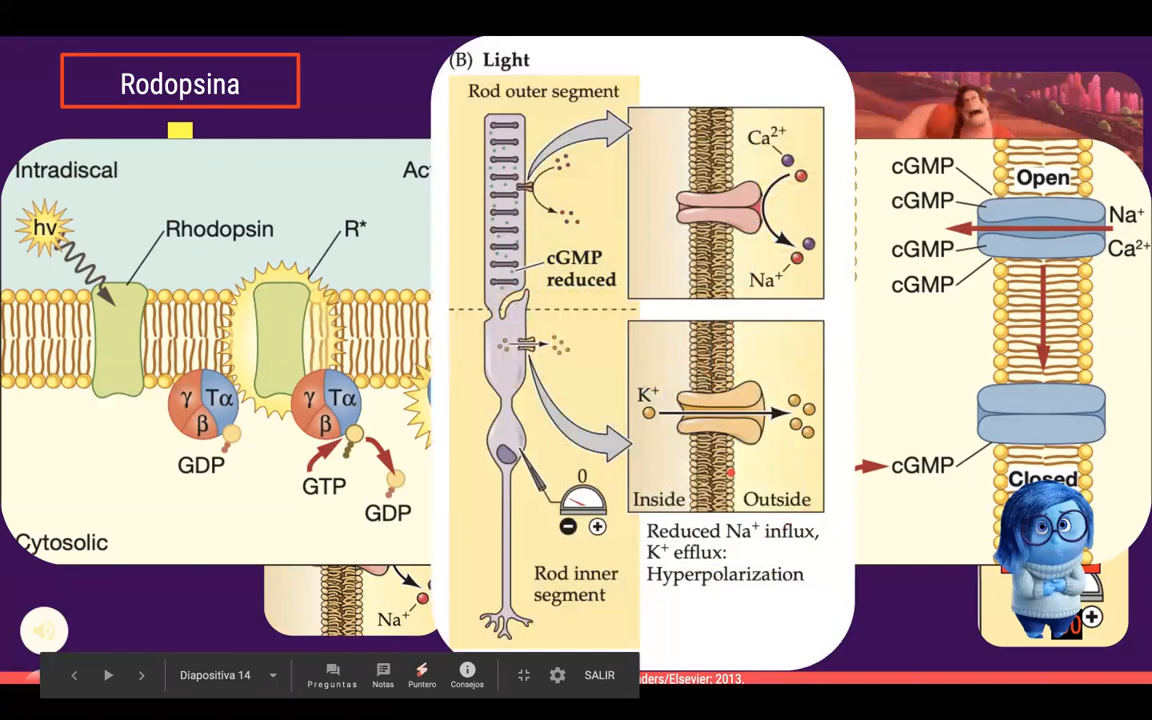 Rodopsina
Intradiscal
hv
Rhodopsin
R*
γ
Tα
β
GDP
γ
Tα
β
GTP
GDP
Cytosolic
(B) Light
Rod outer segment
cGMP
reduced
0
Rod inner
segment
Ca²⁺
Na⁺
K⁺
Inside
Outside
Reduced Na⁺ influx,
K⁺ efflux:
Hyperpolarization
cGMP
cGMP
cGMP
cGMP
Open
Na⁺
Ca²⁺
cGMP
Closed
Na⁺
Diapositiva 14
Preguntas
Notas
Puntero
Consejos
SALIR
/Elsevier; 2013.